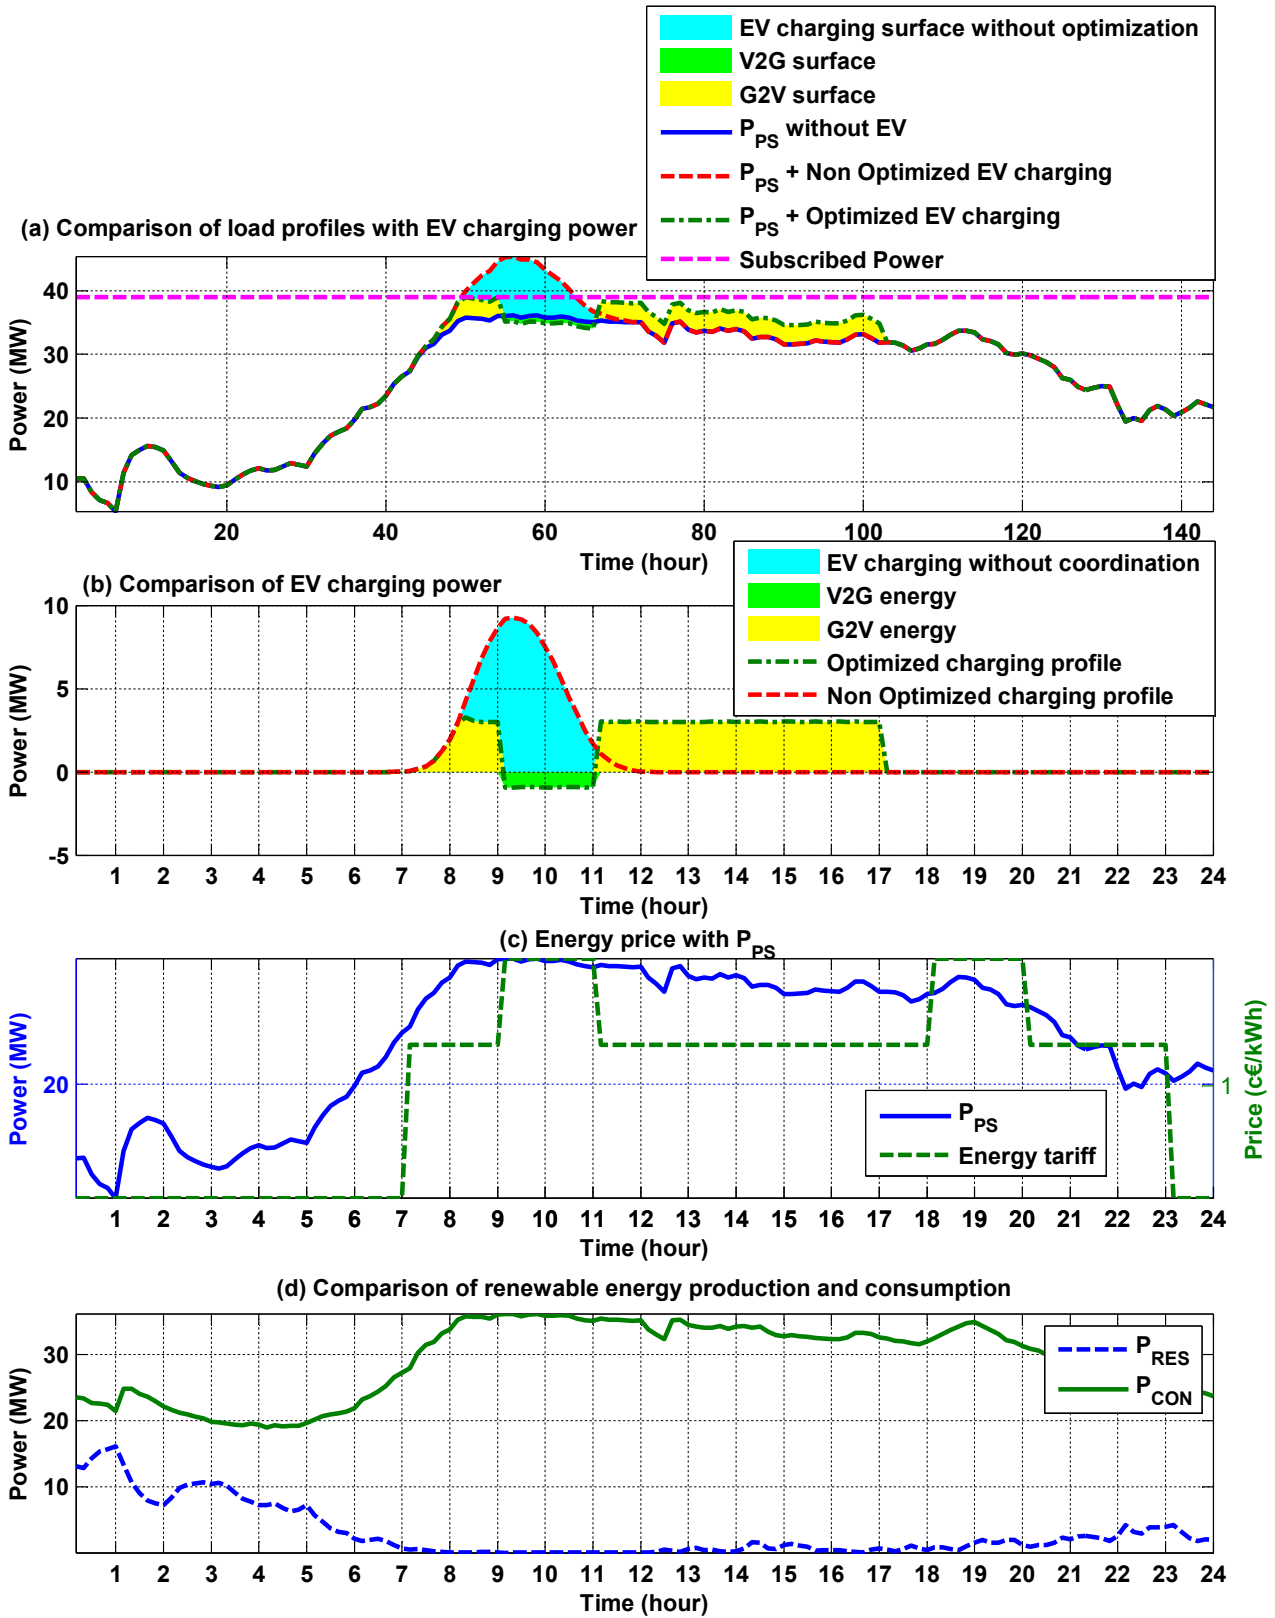 EV charging surface without optimization
V2G surface
G2V surface
P_PS without EV
P_PS + Non Optimized EV charging
P_PS + Optimized EV charging
Subscribed Power
(a) Comparison of load profiles with EV charging power
Power (MW)
40
30
20
10
20 40 60 80 100 120 140
Time (hour)
EV charging without coordination
V2G energy
G2V energy
Optimized charging profile
Non Optimized charging profile
(b) Comparison of EV charging power
Power (MW)
10
5
0
-5
1 2 3 4 5 6 7 8 9 10 11 12 13 14 15 16 17 18 19 20 21 22 23 24
Time (hour)
(c) Energy price with P_PS
Power (MW)
20
1
Price (c€/kWh)
P_PS
Energy tariff
1 2 3 4 5 6 7 8 9 10 11 12 13 14 15 16 17 18 19 20 21 22 23 24
Time (hour)
(d) Comparison of renewable energy production and consumption
Power (MW)
30
20
10
P_RES
P_CON
1 2 3 4 5 6 7 8 9 10 11 12 13 14 15 16 17 18 19 20 21 22 23 24
Time (hour)